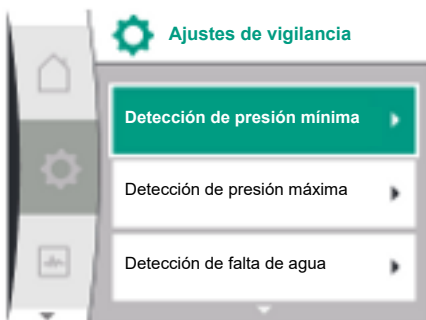 Ajustes de vigilancia
Detección de presión mínima
Detección de presión máxima
Detección de falta de agua